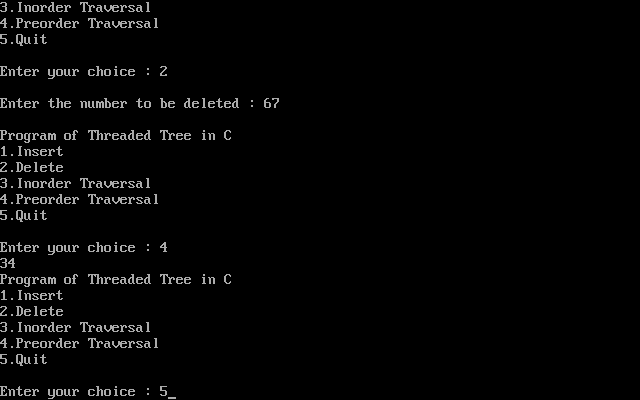 3.Inorder Traversal
4.Preorder Traversal
5.Quit
Enter your choice : 2
Enter the number to be deleted : 67
Program of Threaded Tree in C
1.Insert
2.Delete
3.Inorder Traversal
4.Preorder Traversal
5.Quit
Enter your choice : 4
34
Program of Threaded Tree in C
1.Insert
2.Delete
3.Inorder Traversal
4.Preorder Traversal
5.Quit
Enter your choice : 5_